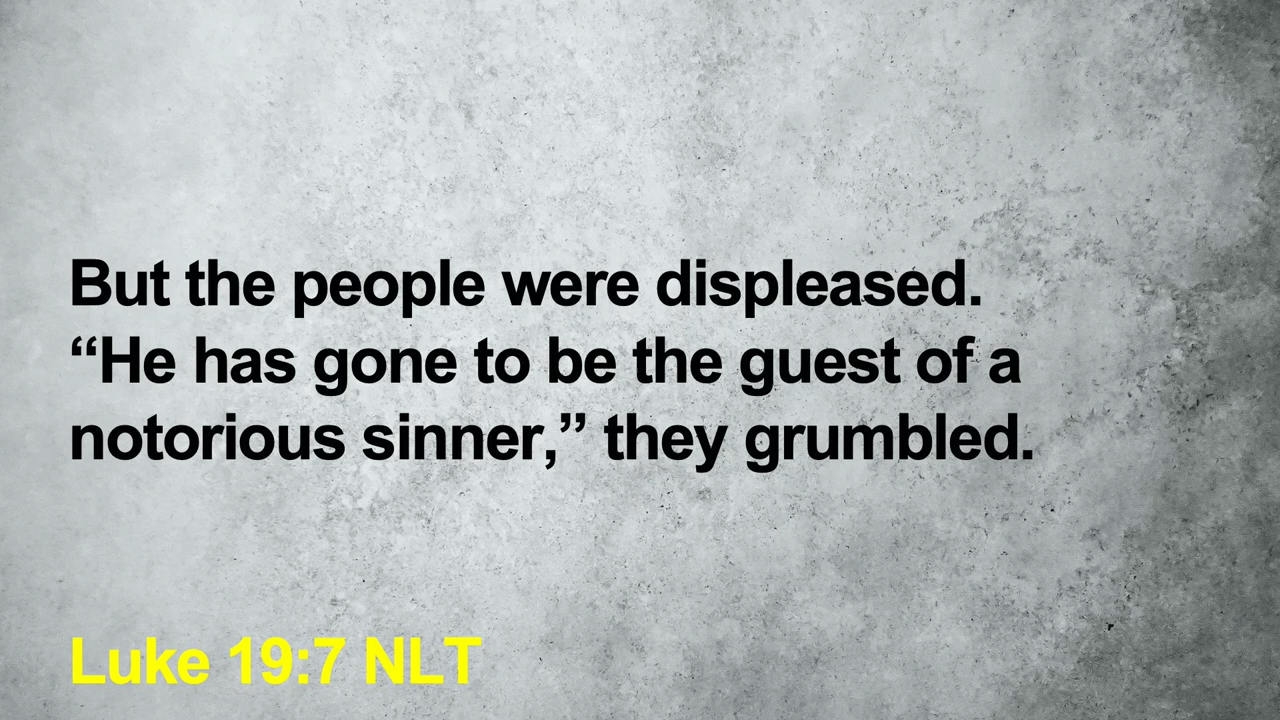 But the people were displeased.
“He has gone to be the guest of a
notorious sinner,” they grumbled.
Luke 19:7 NLT